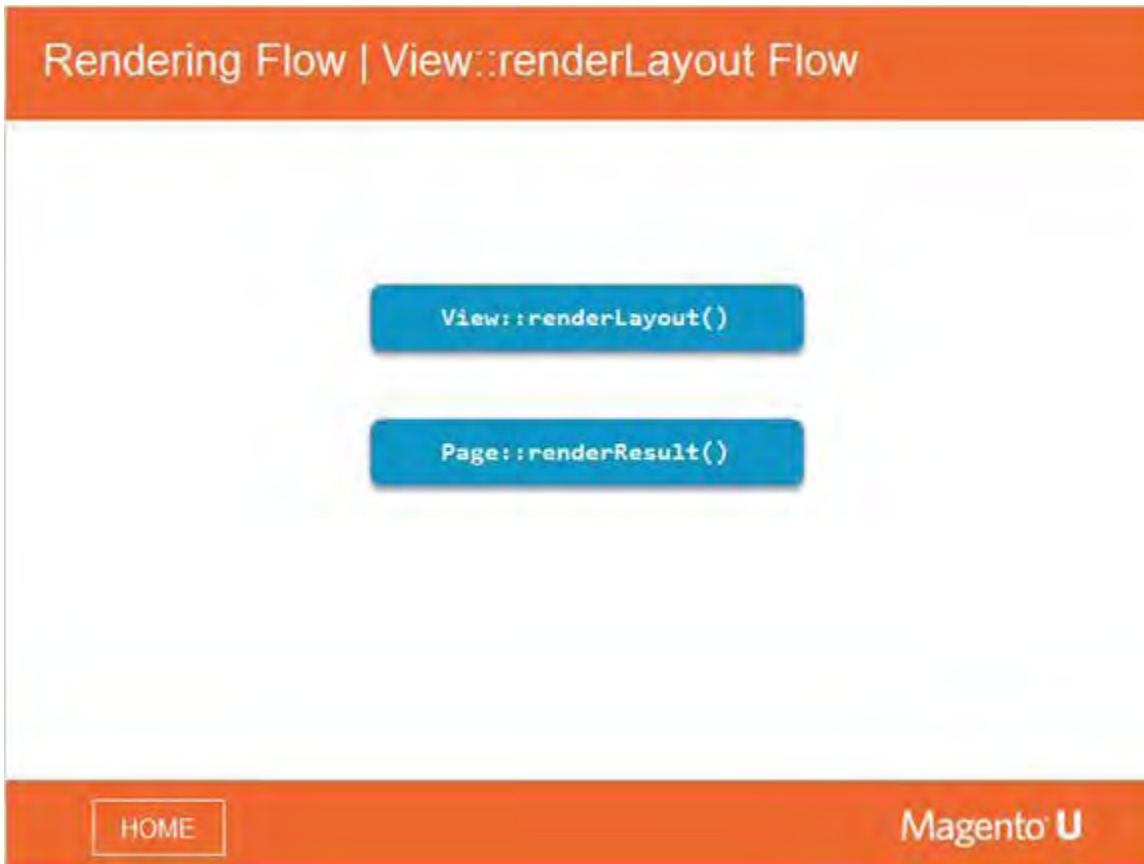 Rendering Flow | View::renderLayout Flow
View::renderLayout()
Page::renderResult()
HOME
Magento U